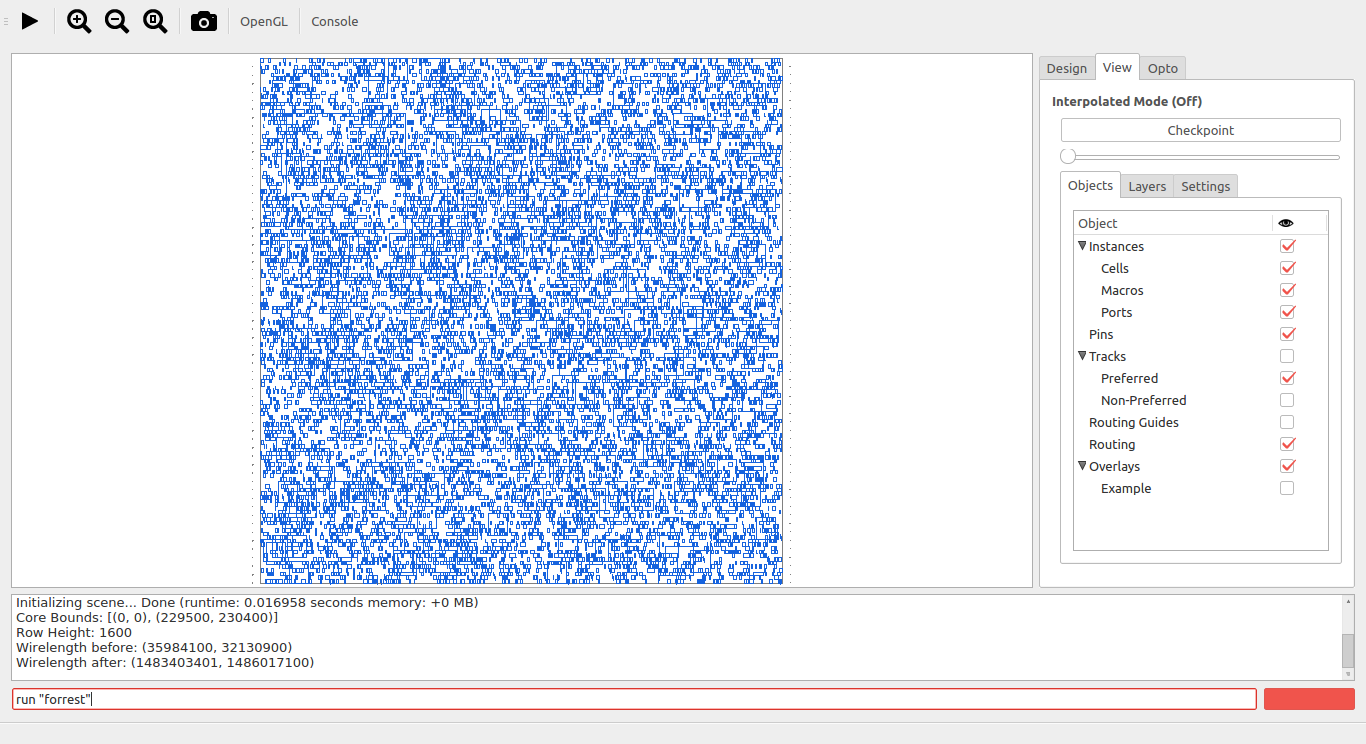 OpenGL
Console
Design
View
Opto
Interpolated Mode (Off)
Checkpoint
Objects
Layers
Settings
Object
Instances
Cells
Macros
Ports
Pins
Tracks
Preferred
Non-Preferred
Routing Guides
Routing
Overlays
Example
Initializing scene... Done (runtime: 0.016958 seconds memory: +0 MB)
Core Bounds: [(0, 0), (229500, 230400)]
Row Height: 1600
Wirelength before: (35984100, 32130900)
Wirelength after: (1483403401, 1486017100)
run "forrest"